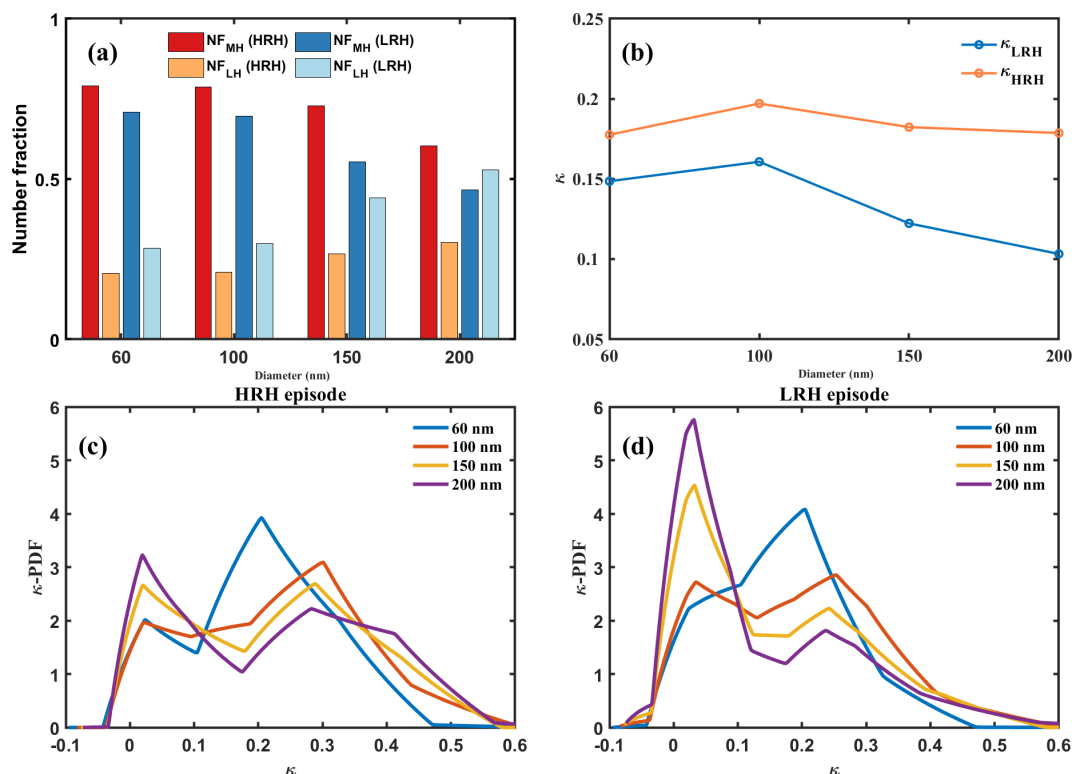 (a)
NF_MH (HRH)
NF_MH (LRH)
NF_LH (HRH)
NF_LH (LRH)
Number fraction
1
0.5
0
60
100
150
200
Diameter (nm)
(b)
κ_LRH
κ_HRH
κ
0.25
0.2
0.15
0.1
0.05
60
100
150
200
Diameter (nm)
HRH episode
(c)
60 nm
100 nm
150 nm
200 nm
κ-PDF
6
5
4
3
2
1
0
-0.1
0
0.1
0.2
0.3
0.4
0.5
0.6
κ
LRH episode
(d)
60 nm
100 nm
150 nm
200 nm
κ-PDF
6
5
4
3
2
1
0
-0.1
0
0.1
0.2
0.3
0.4
0.5
0.6
κ